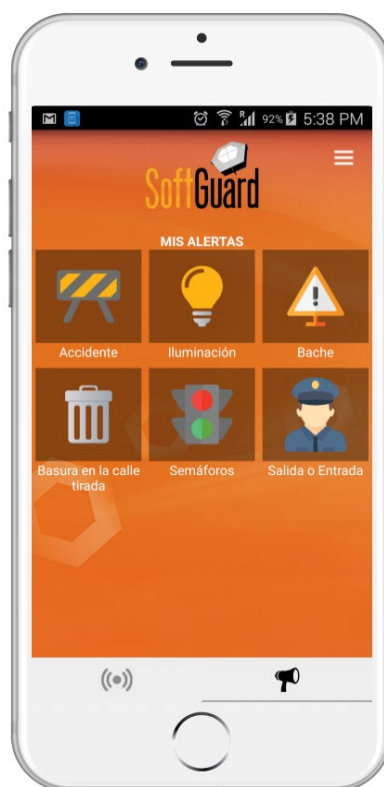 92% 5:38 PM
SoftGuard
MIS ALERTAS
Accidente Iluminación Bache
Basura en la calle Semáforos Salida o Entrada
tirada